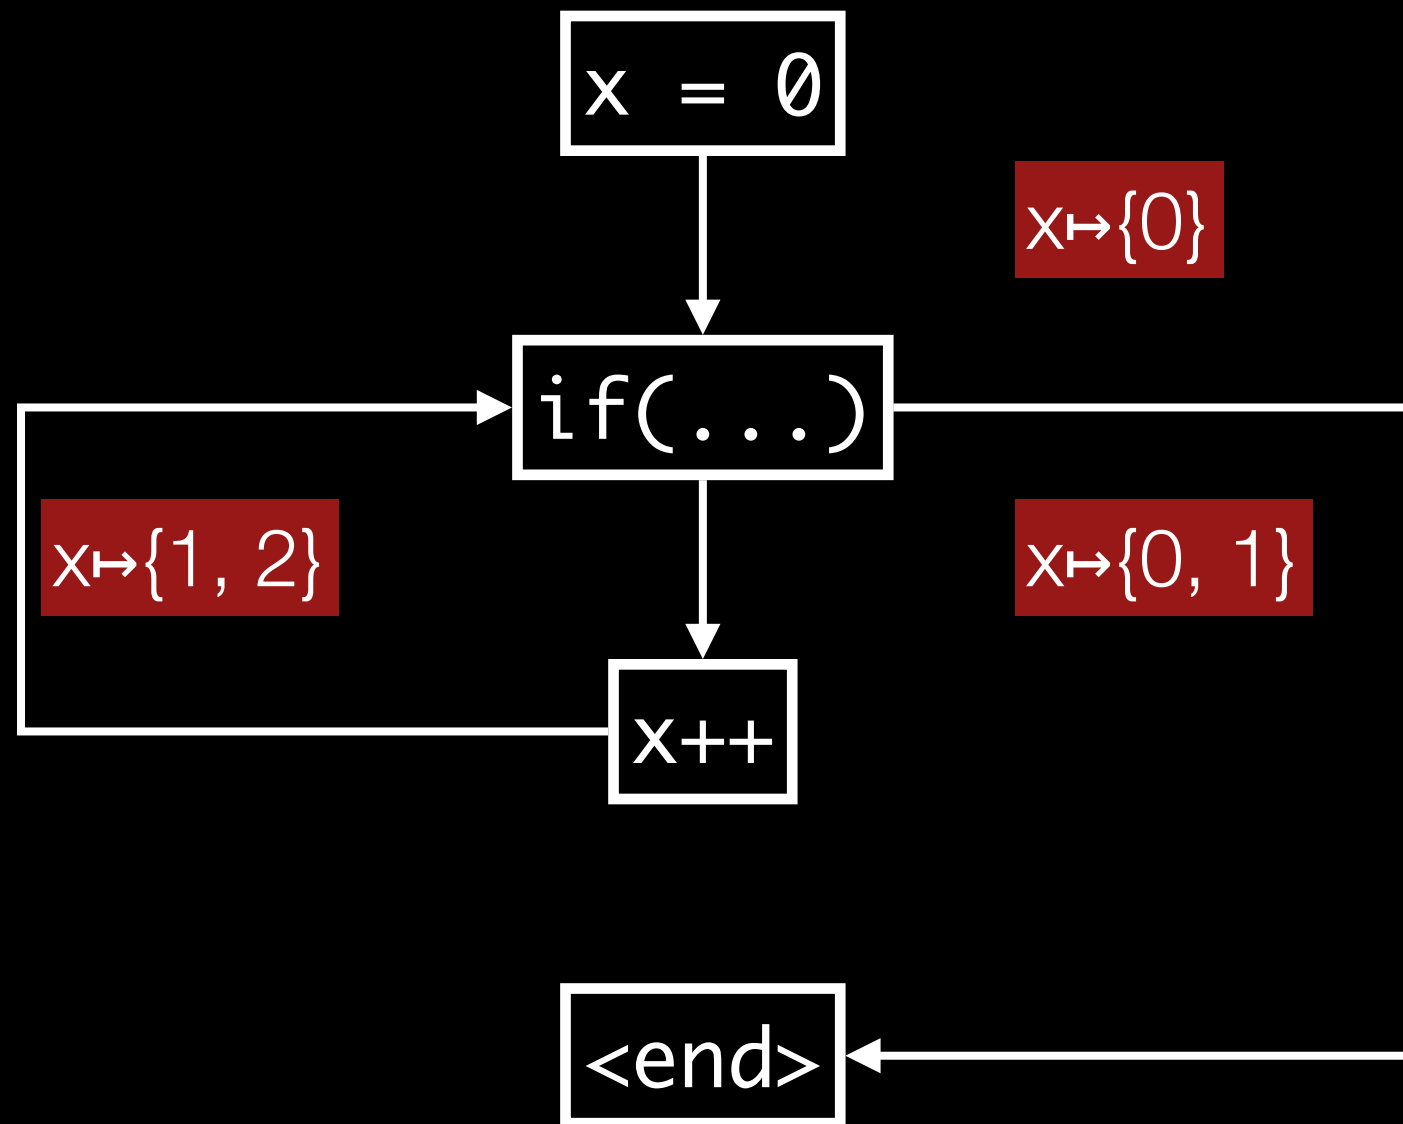 x = 0
x↦{0}
if(...)
x↦{1, 2}
x↦{0, 1}
x++
<end>